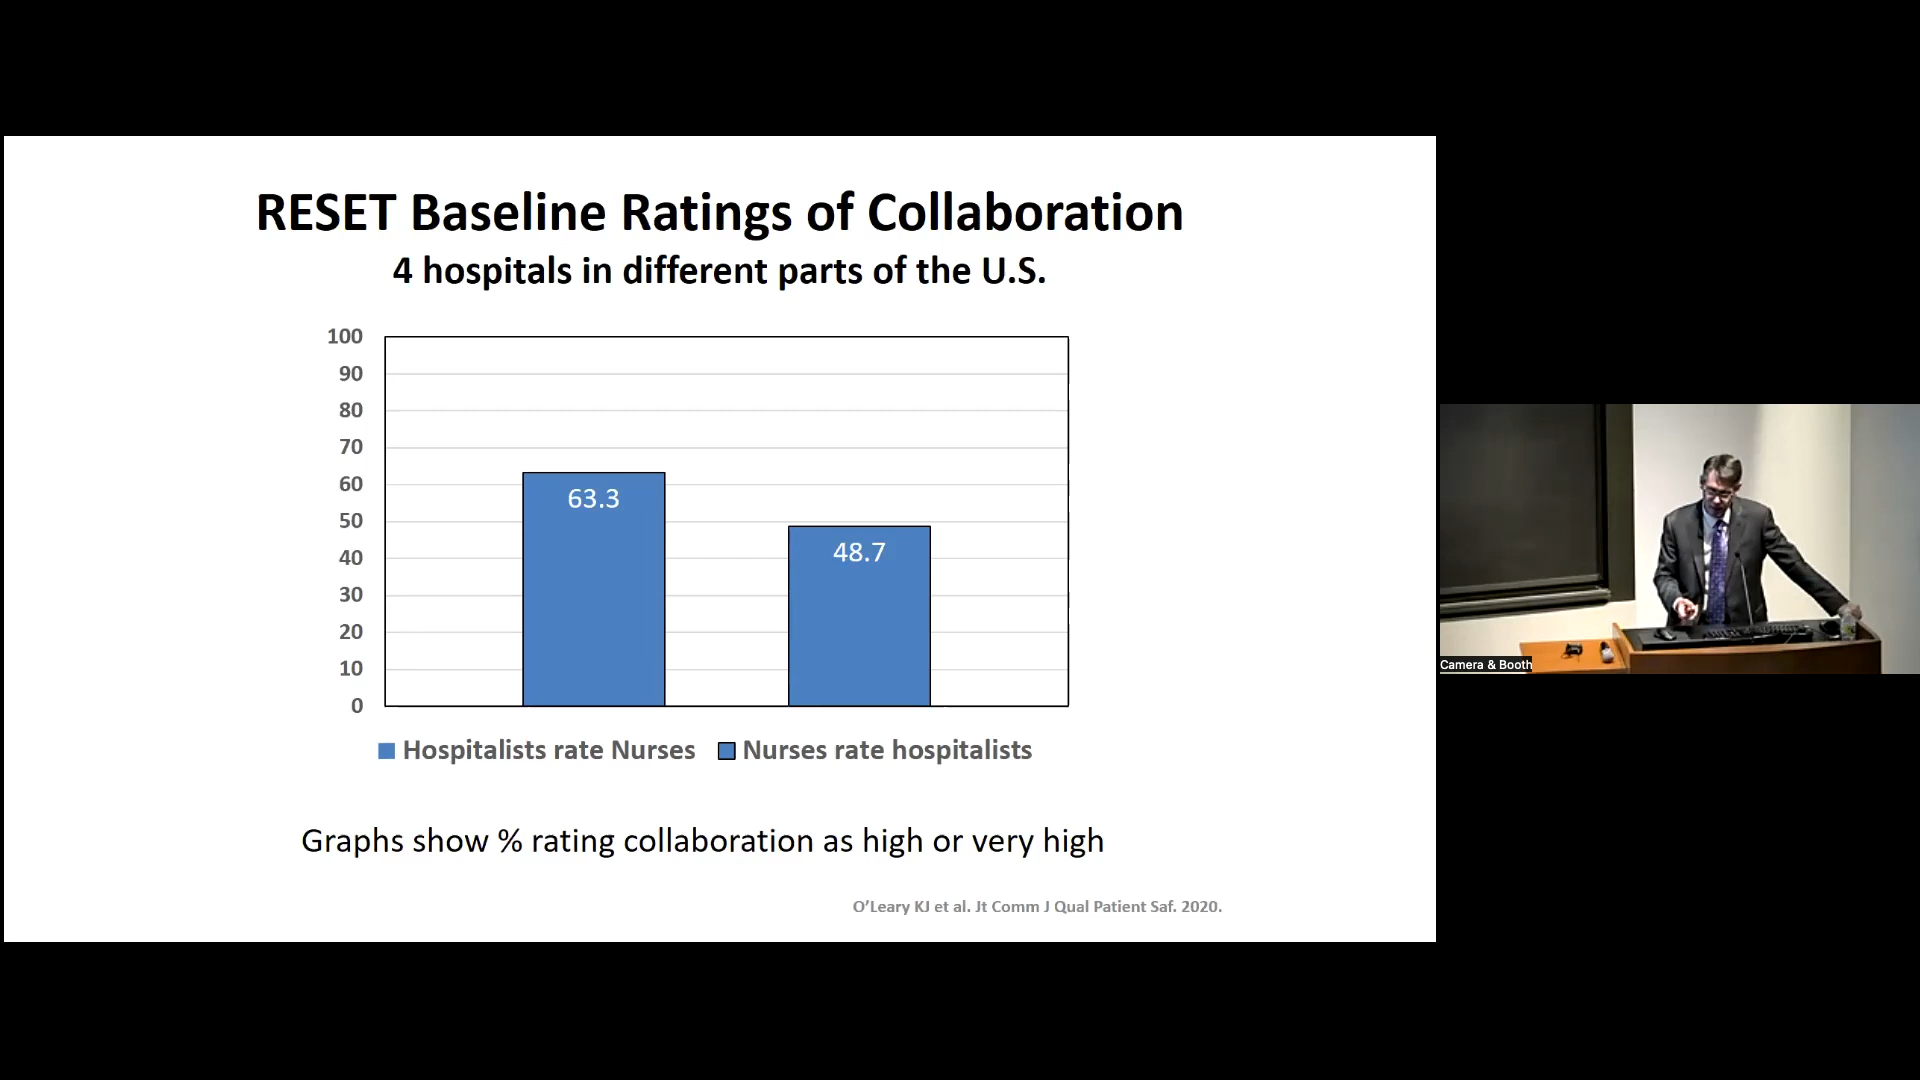 RESET Baseline Ratings of Collaboration
4 hospitals in different parts of the U.S.
100
90
80
70
60
50
40
30
20
10
0
63.3
48.7
Hospitalists rate Nurses
Nurses rate hospitalists
Graphs show % rating collaboration as high or very high
O’Leary KJ et al. Jt Comm J Qual Patient Saf. 2020.
Camera & Booth